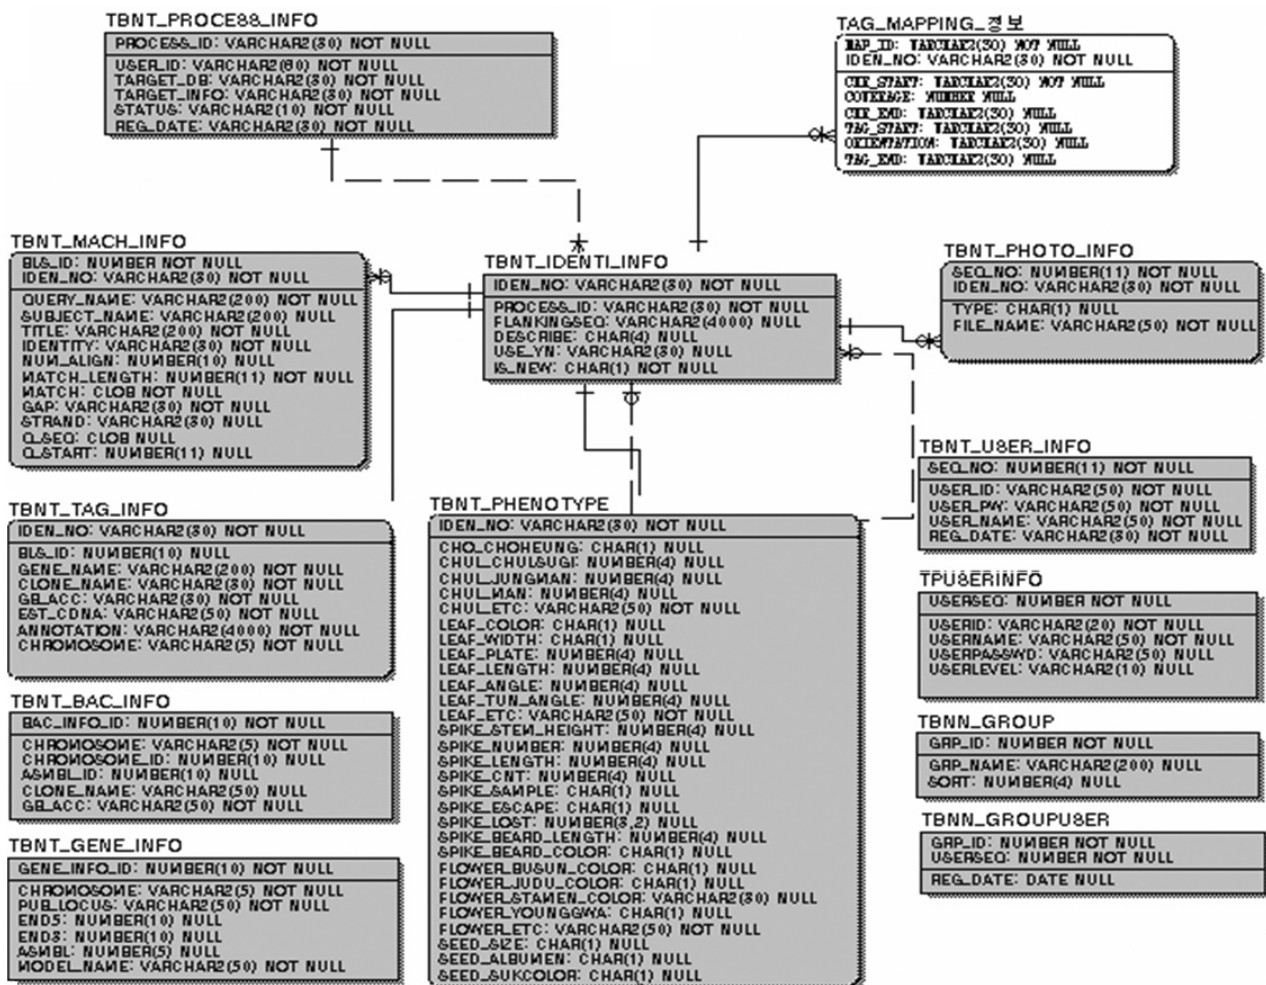 TBNT_PROCESS_INFO
PROCESS_ID: VARCHAR2(30) NOT NULL
USER_ID: VARCHAR2(60) NOT NULL
TARGET_DB: VARCHAR2(30) NOT NULL
TARGET_INFO: VARCHAR2(30) NOT NULL
STATUS: VARCHAR2(10) NOT NULL
REG_DATE: VARCHAR2(30) NOT NULL
TAG_MAPPING_정보
MAP_ID: VARCHAR2(30) NOT NULL
IDEN_NO: VARCHAR2(30) NOT NULL
CHR_START: VARCHAR2(30) NOT NULL
COVERAGE: NUMBER NULL
CHR_END: VARCHAR2(30) NULL
TAG_START: VARCHAR2(30) NULL
ORIENTATION: VARCHAR2(30) NULL
TAG_END: VARCHAR2(30) NULL
TBNT_MACH_INFO
BLS_ID: NUMBER NOT NULL
IDEN_NO: VARCHAR2(30) NOT NULL
QUERY_NAME: VARCHAR2(200) NOT NULL
SUBJECT_NAME: VARCHAR2(200) NULL
TITLE: VARCHAR2(200) NOT NULL
IDENTITY: VARCHAR2(30) NOT NULL
NUM_ALIGN: NUMBER(10) NULL
MATCH_LENGTH: NUMBER(11) NOT NULL
MATCH: CLOB NOT NULL
GAP: VARCHAR2(30) NOT NULL
STRAND: VARCHAR2(30) NULL
Q_SEQ: CLOB NULL
Q_START: NUMBER(11) NULL
TBNT_IDENTI_INFO
IDEN_NO: VARCHAR2(30) NOT NULL
PROCESS_ID: VARCHAR2(30) NOT NULL
FLANKINGSEQ: VARCHAR2(4000) NOT NULL
DESCRIBE: CHAR(4) NULL
USE_YN: VARCHAR2(30) NULL
IS_NEW: CHAR(1) NOT NULL
TBNT_PHOTO_INFO
SEQ_NO: NUMBER(11) NOT NULL
IDEN_NO: VARCHAR2(30) NOT NULL
TYPE: CHAR(1) NULL
FILE_NAME: VARCHAR2(50) NOT NULL
TBNT_TAG_INFO
IDEN_NO: VARCHAR2(30) NOT NULL
BLS_ID: NUMBER(10) NULL
GENE_NAME: VARCHAR2(200) NULL
CLONE_NAME: VARCHAR2(30) NULL
GB_ACC: VARCHAR2(30) NOT NULL
EST_CDNA: VARCHAR2(50) NOT NULL
ANNOTATION: VARCHAR2(4000) NOT NULL
CHROMOSOME: VARCHAR2(5) NOT NULL
TBNT_BAC_INFO
BAC_INFO_ID: NUMBER(10) NOT NULL
CHROMOSOME: VARCHAR2(5) NOT NULL
CHROMOSOME_ID: NUMBER(10) NULL
ASMBL_ID: NUMBER(10) NULL
CLONE_NAME: VARCHAR2(50) NULL
GB_ACC: VARCHAR2(50) NOT NULL
TBNT_GENE_INFO
GENE_INFO_ID: NUMBER(10) NOT NULL
CHROMOSOME: VARCHAR2(5) NOT NULL
PUB_LOCUS: VARCHAR2(50) NOT NULL
END5: NUMBER(10) NULL
END3: NUMBER(10) NULL
ASMBL: NUMBER(5) NULL
MODEL_NAME: VARCHAR2(50) NOT NULL
TBNT_PHENOTYPE
IDEN_NO: VARCHAR2(30) NOT NULL
CHO_CHOHEUNG: CHAR(1) NULL
CHUL_CHULSUGI: NUMBER(4) NULL
CHUL_JUNGMAN: NUMBER(4) NULL
CHUL_MAN: NUMBER(4) NULL
CHUL_ETC: VARCHAR2(50) NOT NULL
LEAF_COLOR: CHAR(1) NULL
LEAF_WIDTH: CHAR(1) NULL
LEAF_PLATE: NUMBER(4) NULL
LEAF_LENGTH: NUMBER(4) NULL
LEAF_ANGLE: NUMBER(4) NULL
LEAF_TUN_ANGLE: NUMBER(4) NULL
LEAF_ETC: VARCHAR2(50) NOT NULL
SPIKE_STEM_HEIGHT: NUMBER(4) NULL
SPIKE_NUMBER: NUMBER(4) NULL
SPIKE_LENGTH: NUMBER(4) NULL
SPIKE_CNT: NUMBER(4) NULL
SPIKE_SAMPLE: CHAR(1) NULL
SPIKE_ESCAPE: CHAR(1) NULL
SPIKE_LOST: NUMBER(3,2) NULL
SPIKE_BEARD_LENGTH: NUMBER(4) NULL
SPIKE_BEARD_COLOR: CHAR(1) NULL
FLOWER_BUSUN_COLOR: CHAR(1) NULL
FLOWER_JUDU_COLOR: CHAR(1) NULL
FLOWER_STAMEN_COLOR: VARCHAR2(30) NULL
FLOWER_YOUNGGWA: CHAR(1) NULL
FLOWER_ETC: VARCHAR2(50) NOT NULL
SEED_SIZE: CHAR(1) NULL
SEED_ALBUMEN: CHAR(1) NULL
SEED_SUKCOLOR: CHAR(1) NULL
TBNT_USER_INFO
SEQ_NO: NUMBER(11) NOT NULL
USER_ID: VARCHAR2(50) NOT NULL
USER_PW: VARCHAR2(50) NOT NULL
USER_NAME: VARCHAR2(50) NOT NULL
REG_DATE: VARCHAR2(30) NOT NULL
TPUSERINFO
USERSEQ: NUMBER NOT NULL
USERID: VARCHAR2(20) NOT NULL
USERNAME: VARCHAR2(50) NOT NULL
USERPASSWD: VARCHAR2(50) NOT NULL
USERLEVEL: VARCHAR2(10) NOT NULL
TBNN_GROUP
GRP_ID: NUMBER NOT NULL
GRP_NAME: VARCHAR2(200) NULL
SORT: NUMBER(4) NULL
TBNN_GROUPUSER
GRP_ID: NUMBER NOT NULL
USERSEQ: NUMBER NOT NULL
REG_DATE: DATE NULL